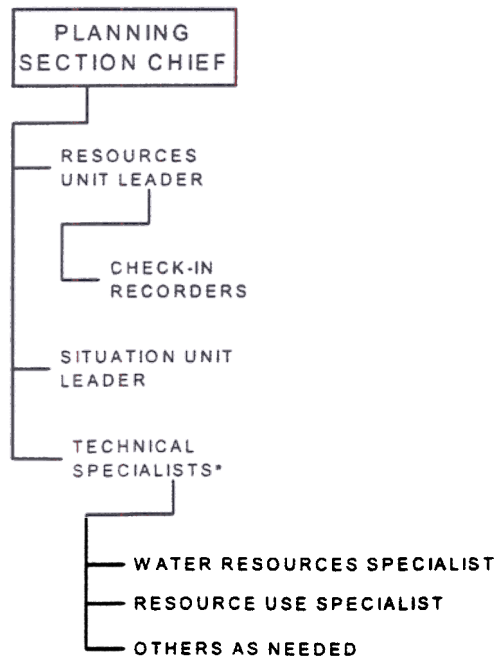 PLANNING
SECTION CHIEF
RESOURCES
UNIT LEADER
CHECK-IN
RECORDERS
SITUATION UNIT
LEADER
TECHNICAL
SPECIALISTS*
WATER RESOURCES SPECIALIST
RESOURCE USE SPECIALIST
OTHERS AS NEEDED